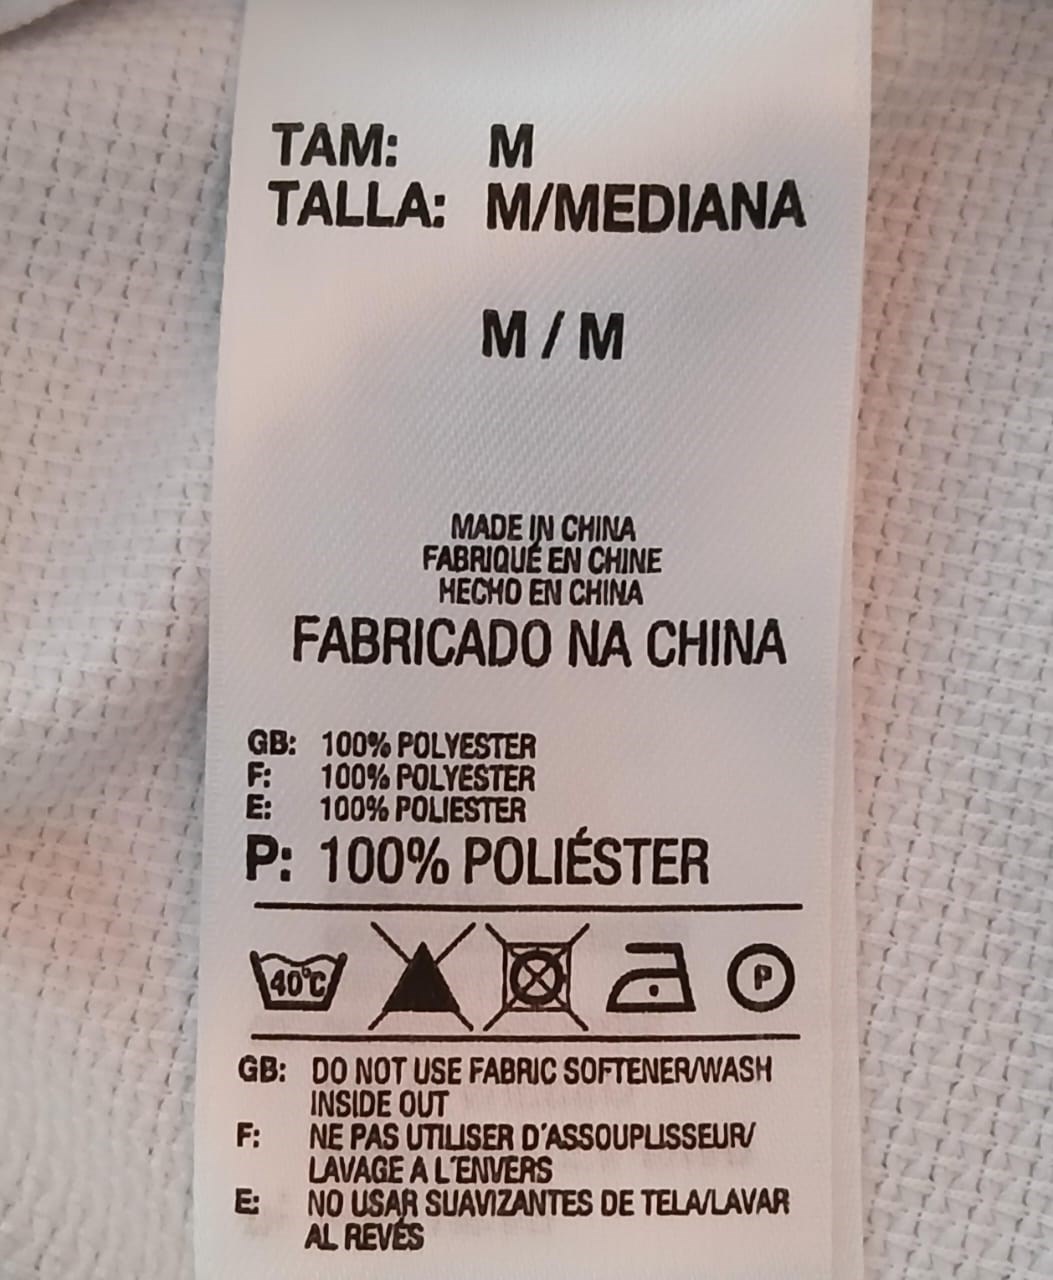 TAM: M
TALLA: M/MEDIANA
M / M
MADE IN CHINA
FABRIQUÉ EN CHINE
HECHO EN CHINA
FABRICADO NA CHINA
GB: 100% POLYESTER
F: 100% POLYESTER
E: 100% POLIESTER
P: 100% POLIÉSTER
40°C P
GB: DO NOT USE FABRIC SOFTENER/WASH
INSIDE OUT
F: NE PAS UTILISER D'ASSOUPLISSEUR/
LAVAGE A L'ENVERS
E: NO USAR SUAVIZANTES DE TELA/LAVAR
AL REVÉS